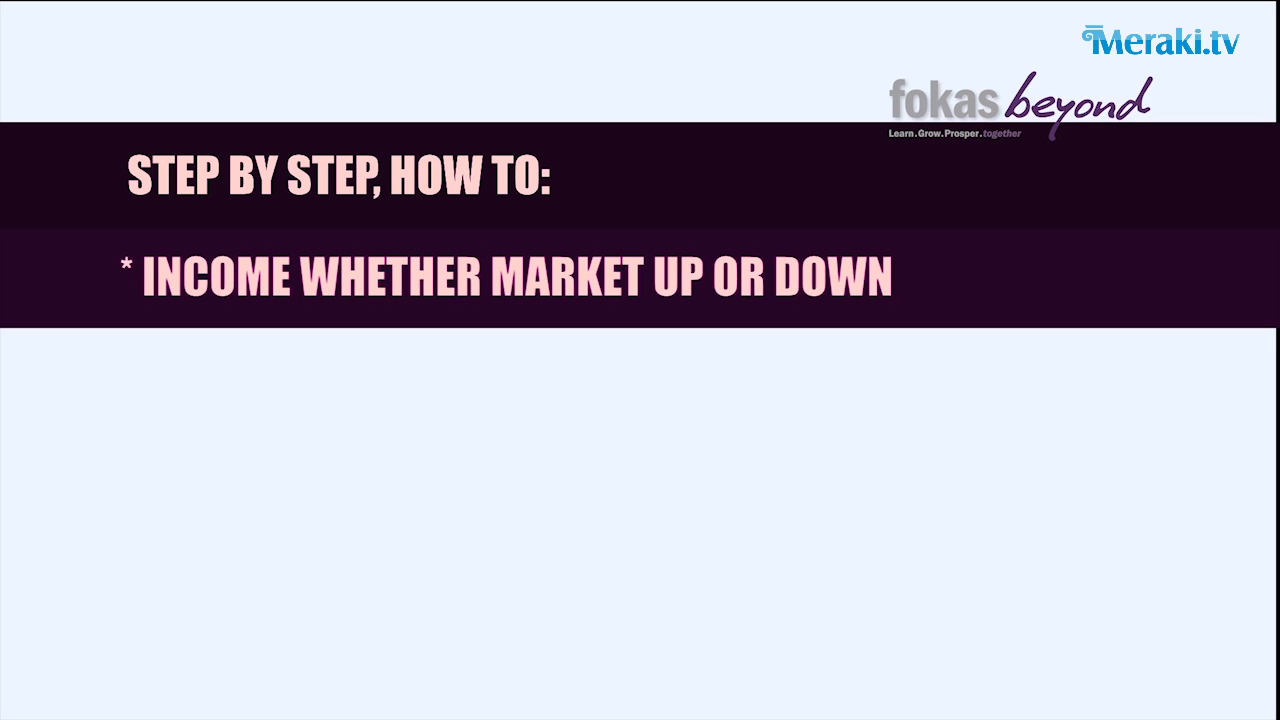 Meraki.tv
fokas beyond
Learn.Grow.Prosper.together
STEP BY STEP, HOW TO:
* INCOME WHETHER MARKET UP OR DOWN